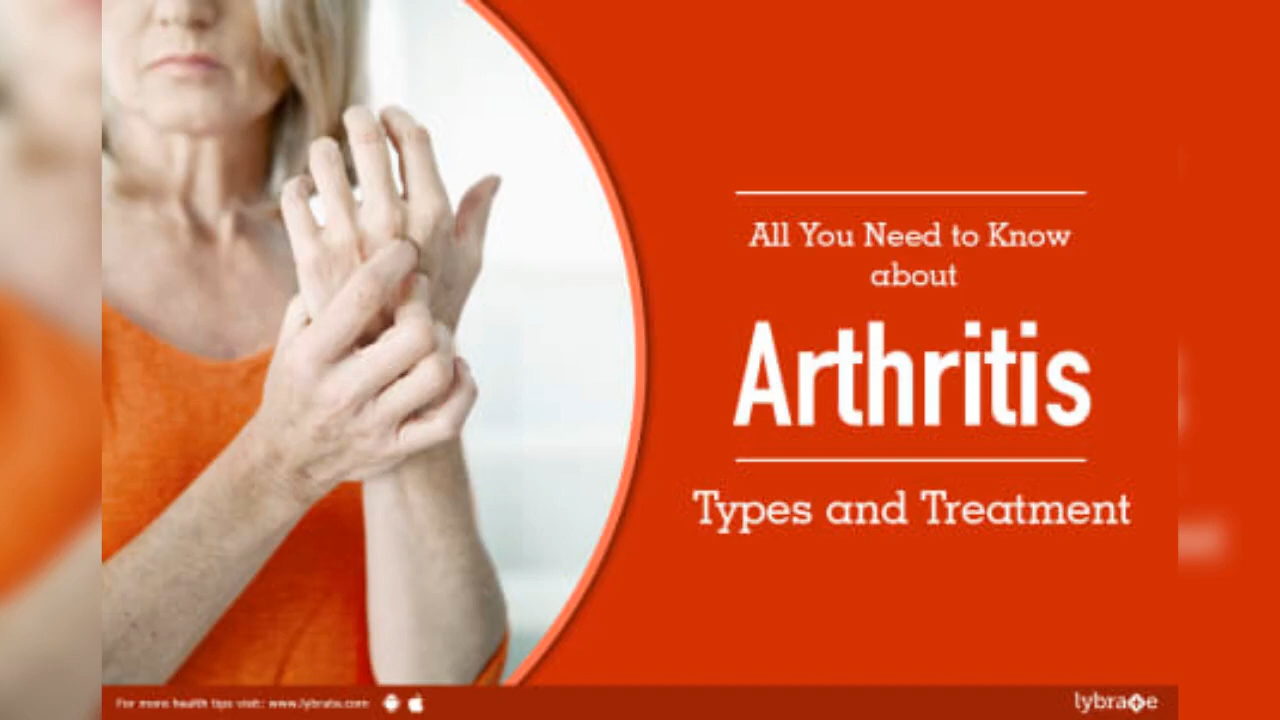 All You Need to Know
about
Arthritis
Types and Treatment
For more health tips visit: www.lybrate.com
lybrate